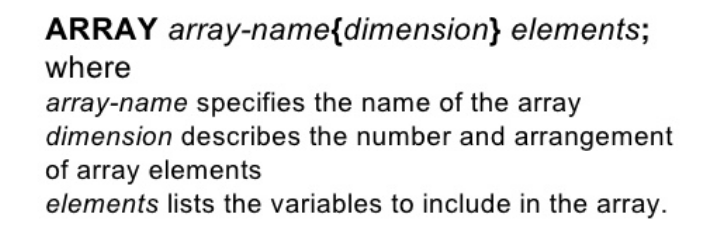 ARRAY array-name{dimension} elements;
where
array-name specifies the name of the array
dimension describes the number and arrangement
of array elements
elements lists the variables to include in the array.